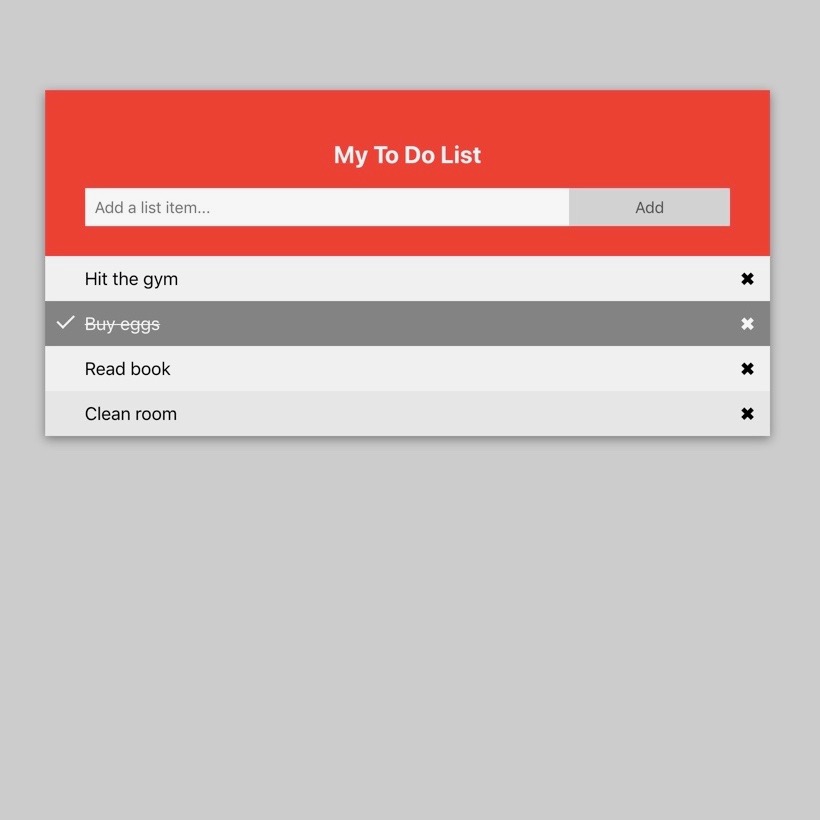 My To Do List
Add a list item...
Add
Hit the gym
Buy eggs
Read book
Clean room